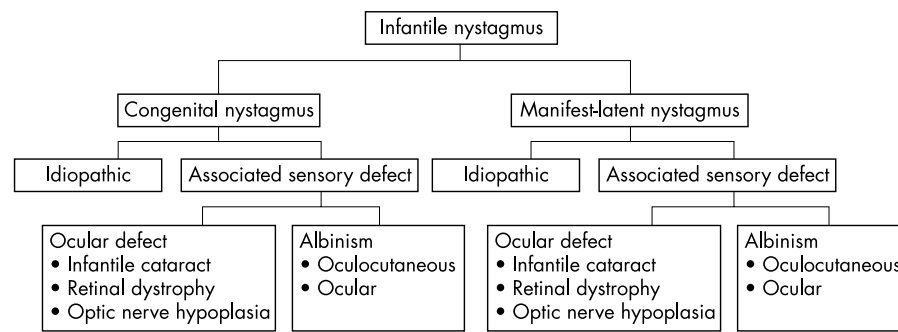 Infantile nystagmus
Congenital nystagmus
Manifest-latent nystagmus
Idiopathic
Associated sensory defect
Idiopathic
Associated sensory defect
Ocular defect
• Infantile cataract
• Retinal dystrophy
• Optic nerve hypoplasia
Albinism
• Oculocutaneous
• Ocular
Ocular defect
• Infantile cataract
• Retinal dystrophy
• Optic nerve hypoplasia
Albinism
• Oculocutaneous
• Ocular